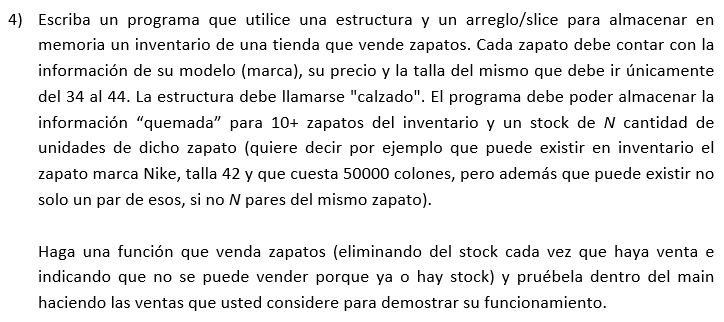 4) Escriba un programa que utilice una estructura y un arreglo/slice para almacenar en
memoria un inventario de una tienda que vende zapatos. Cada zapato debe contar con la
información de su modelo (marca), su precio y la talla del mismo que debe ir únicamente
del 34 al 44. La estructura debe llamarse "calzado". El programa debe poder almacenar la
información “quemada” para 10+ zapatos del inventario y un stock de N cantidad de
unidades de dicho zapato (quiere decir por ejemplo que puede existir en inventario el
zapato marca Nike, talla 42 y que cuesta 50000 colones, pero además que puede existir no
solo un par de esos, si no N pares del mismo zapato).
Haga una función que venda zapatos (eliminando del stock cada vez que haya venta e
indicando que no se puede vender porque ya o hay stock) y pruébela dentro del main
haciendo las ventas que usted considere para demostrar su funcionamiento.